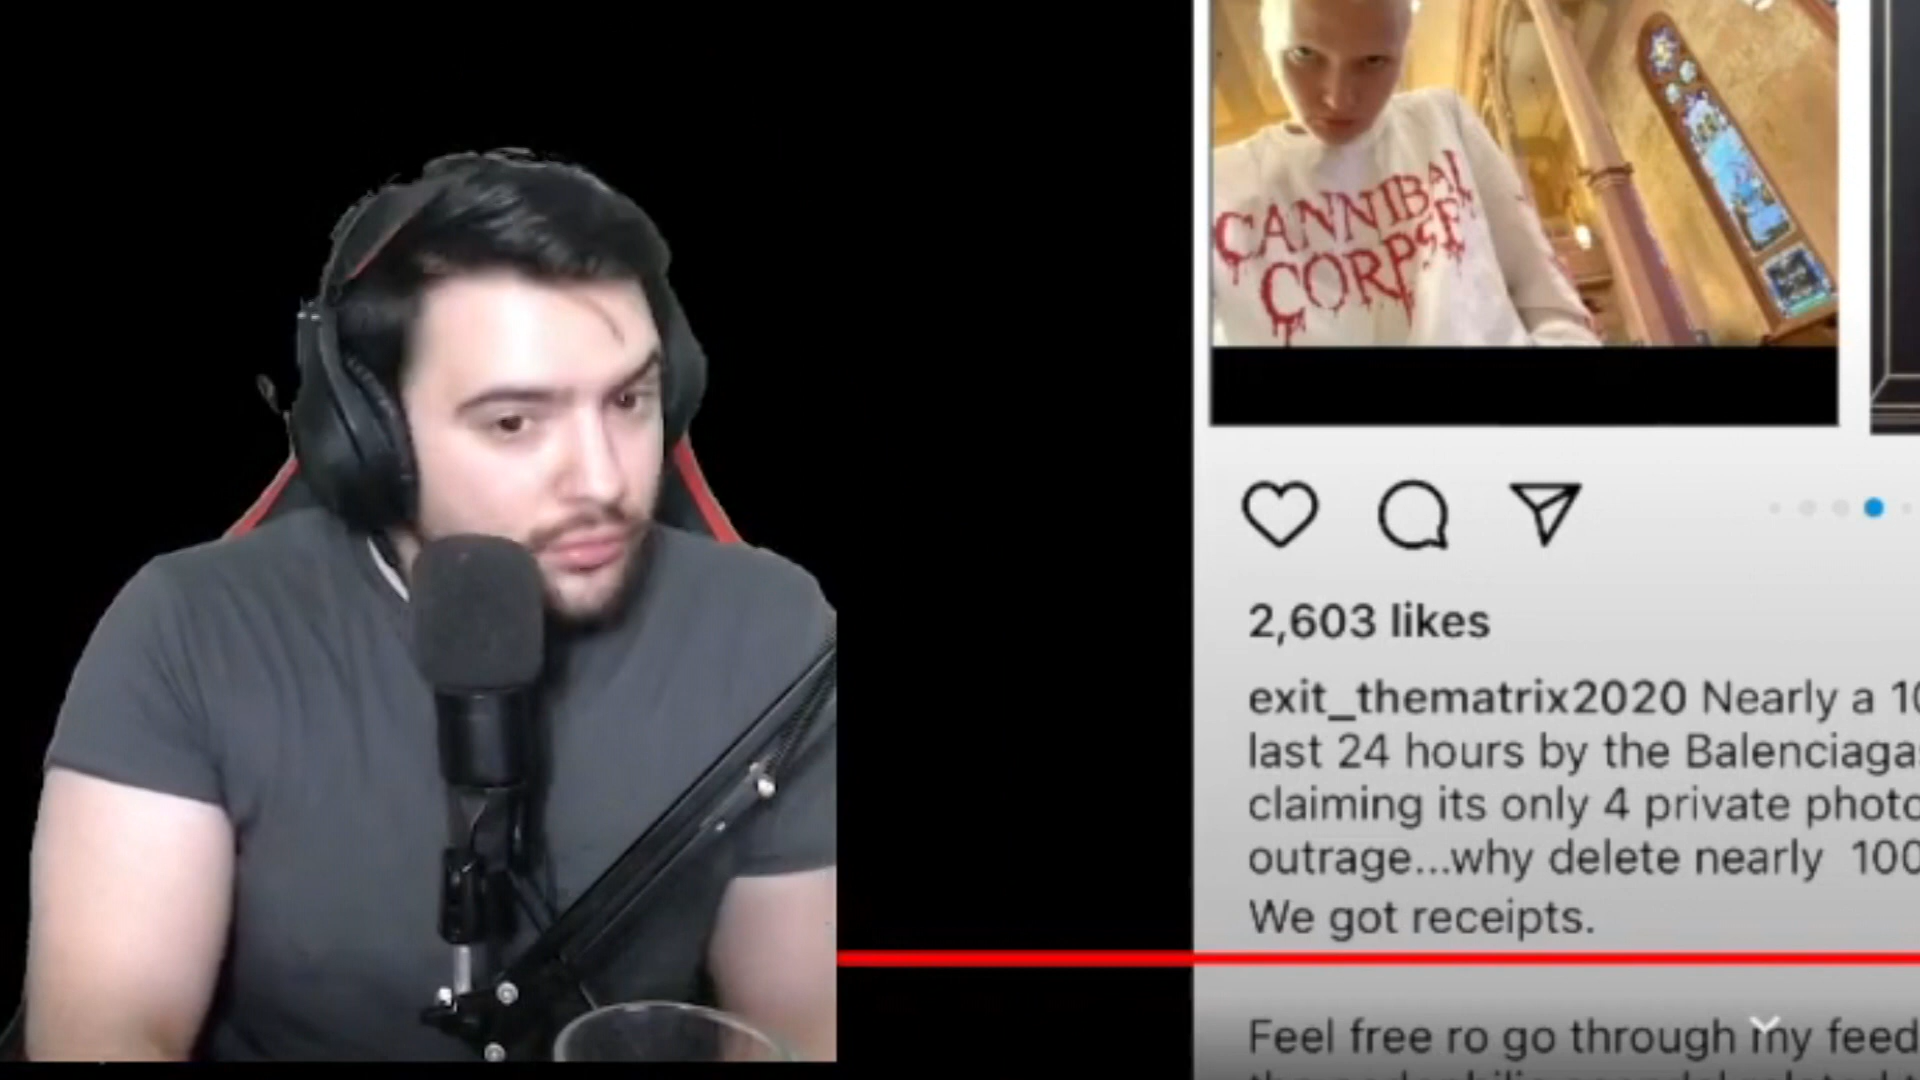 CANNIBAL
CORPSE
2,603 likes
exit_thematrix2020 Nearly a
last 24 hours by the Balenciaga
claiming its only 4 private
outrage...why delete nearly
We got receipts.
Feel free ro go through my feed